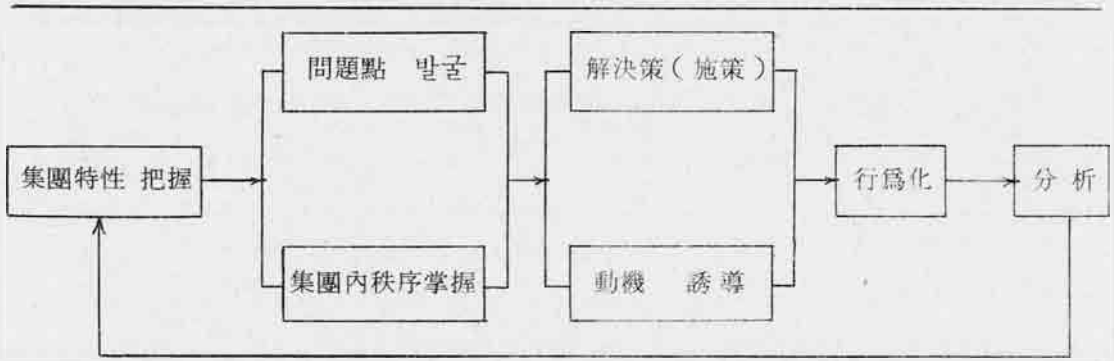 問題點 발굴
解決策 ( 施策 )
集團特性 把握
行爲化
分析
集團內秩序掌握
動機 誘導